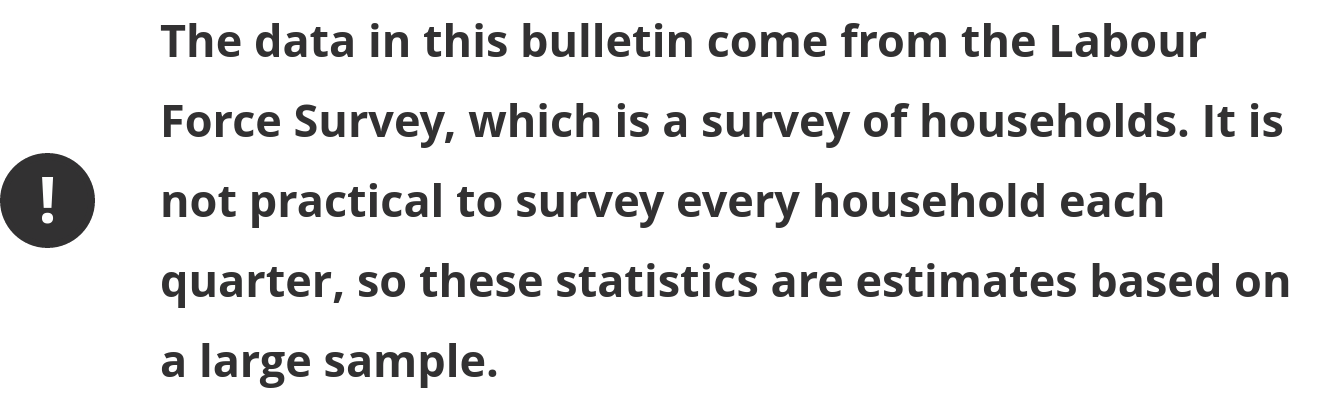 The data in this bulletin come from the Labour
Force Survey, which is a survey of households. It is
not practical to survey every household each
quarter, so these statistics are estimates based on
a large sample.